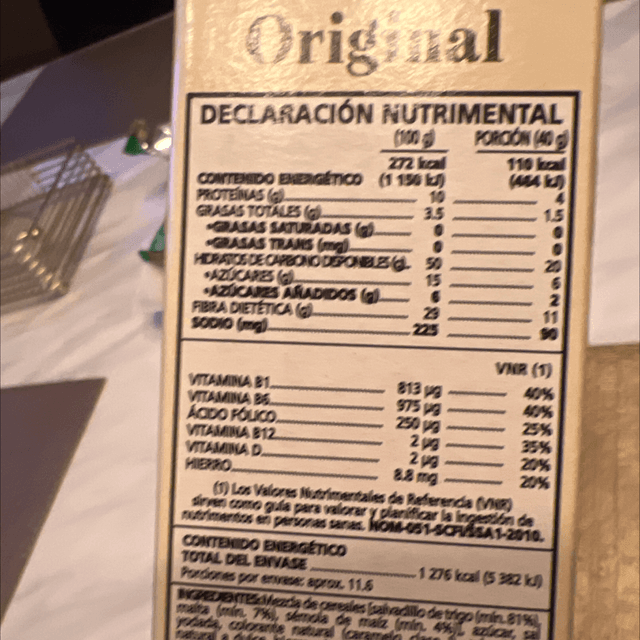 Original
DECLARACIÓN NUTRIMENTAL
(100 g) PORCIÓN (40 g)
272 kcal 110 kcal
CONTENIDO ENERGÉTICO (1 150 kJ) (464 kJ)
PROTEÍNAS (g) 10 4
GRASAS TOTALES (g) 3.5 1.5
•GRASAS SATURADAS (g) 0 0
•GRASAS TRANS (mg) 0 0
HIDRATOS DE CARBONO DISPONIBLES (g) 50 20
•AZÚCARES (g) 15 6
•AZÚCARES AÑADIDOS (g) 6 2
FIBRA DIETÉTICA (g) 29 11
SODIO (mg) 225 90
VNR (1)
VITAMINA B1 813 µg 40%
VITAMINA B6 975 µg 40%
ÁCIDO FÓLICO 250 µg 25%
VITAMINA B12 2 µg 35%
VITAMINA D 2 µg 20%
HIERRO 8.8 mg 20%
(1) Los Valores Nutrimentales de Referencia (VNR)
sirven como guía para valorar y planificar la ingestión de
nutrimentos en personas sanas. NOM-051-SCFI/SSA1-2010.
CONTENIDO ENERGÉTICO
TOTAL DEL ENVASE 1 276 kcal (5 382 kJ)
Porciones por envase: aprox. 11.6
INGREDIENTES: Mezcla de cereales [salvadillo de trigo (mín. 81%),
malta (mín. 7%), sémola de maíz (mín. 4%)], azúcar, sal
yodada, colorante natural (caramelo clase
natural